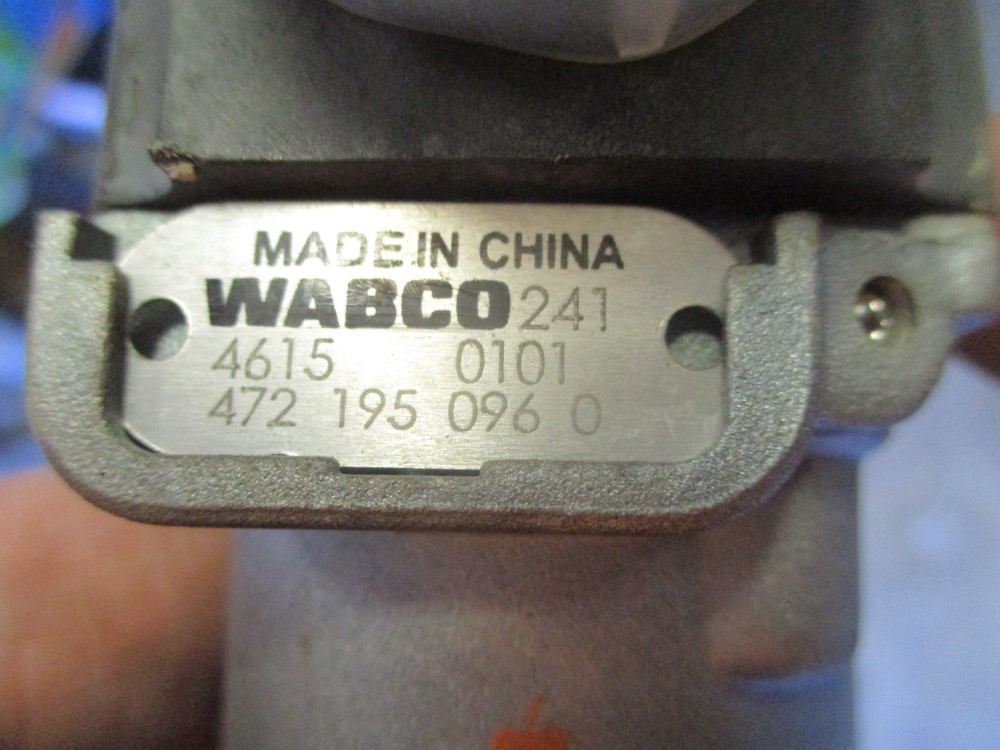 MADE IN CHINA
WABCO 241
4615 0101
472 195 096 0